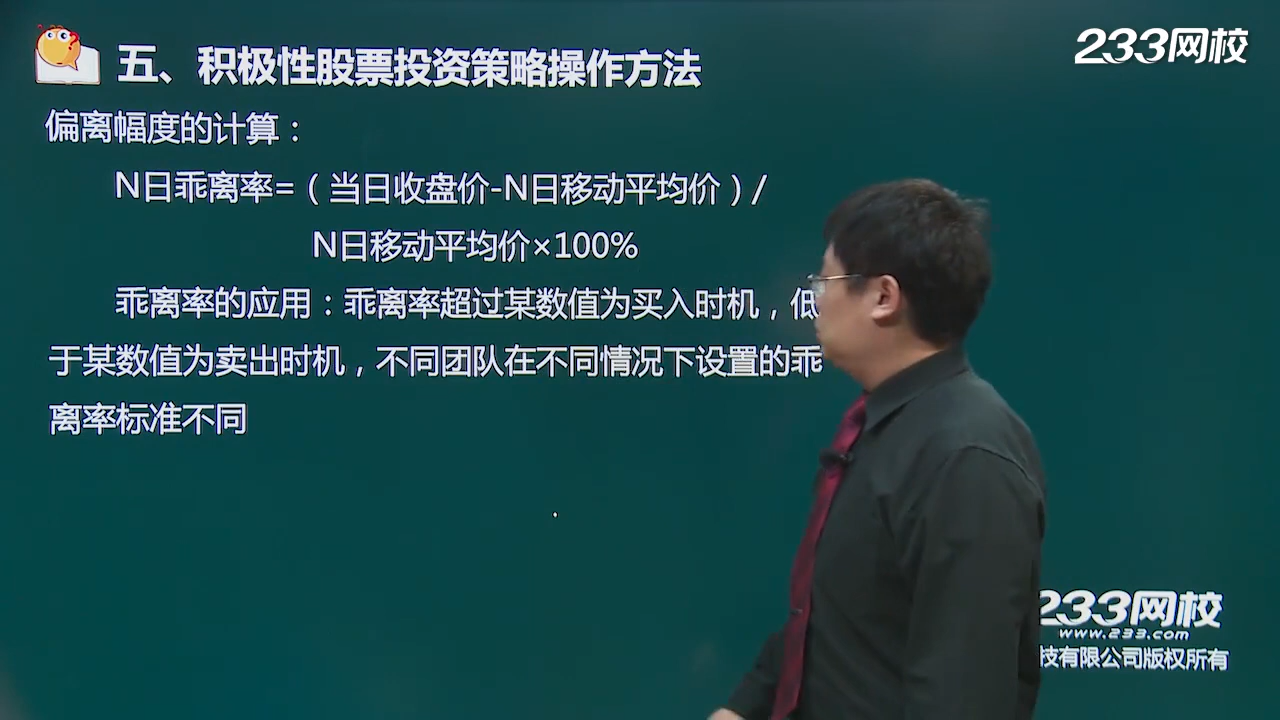 233网校
五、积极性股票投资策略操作方法
偏离幅度的计算：
N日乖离率=（当日收盘价-N日移动平均价）/
N日移动平均价×100%
乖离率的应用：乖离率超过某数值为买入时机，低
于某数值为卖出时机，不同团队在不同情况下设置的乖
离率标准不同
233网校
www.233.com
技有限公司版权所有